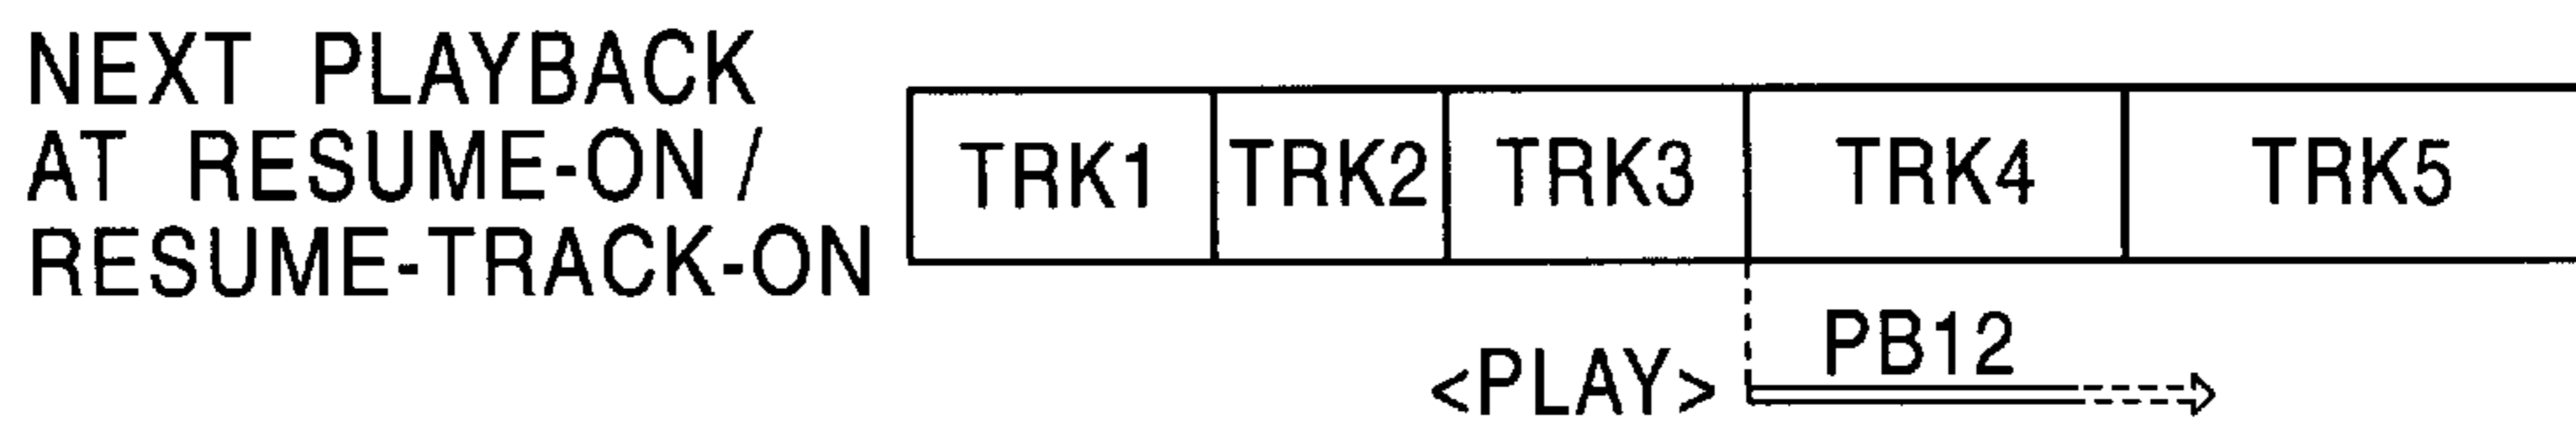 NEXT PLAYBACK
AT RESUME-ON /
RESUME-TRACK-ON
TRK1 TRK2 TRK3 TRK4 TRK5
PB12
<PLAY>